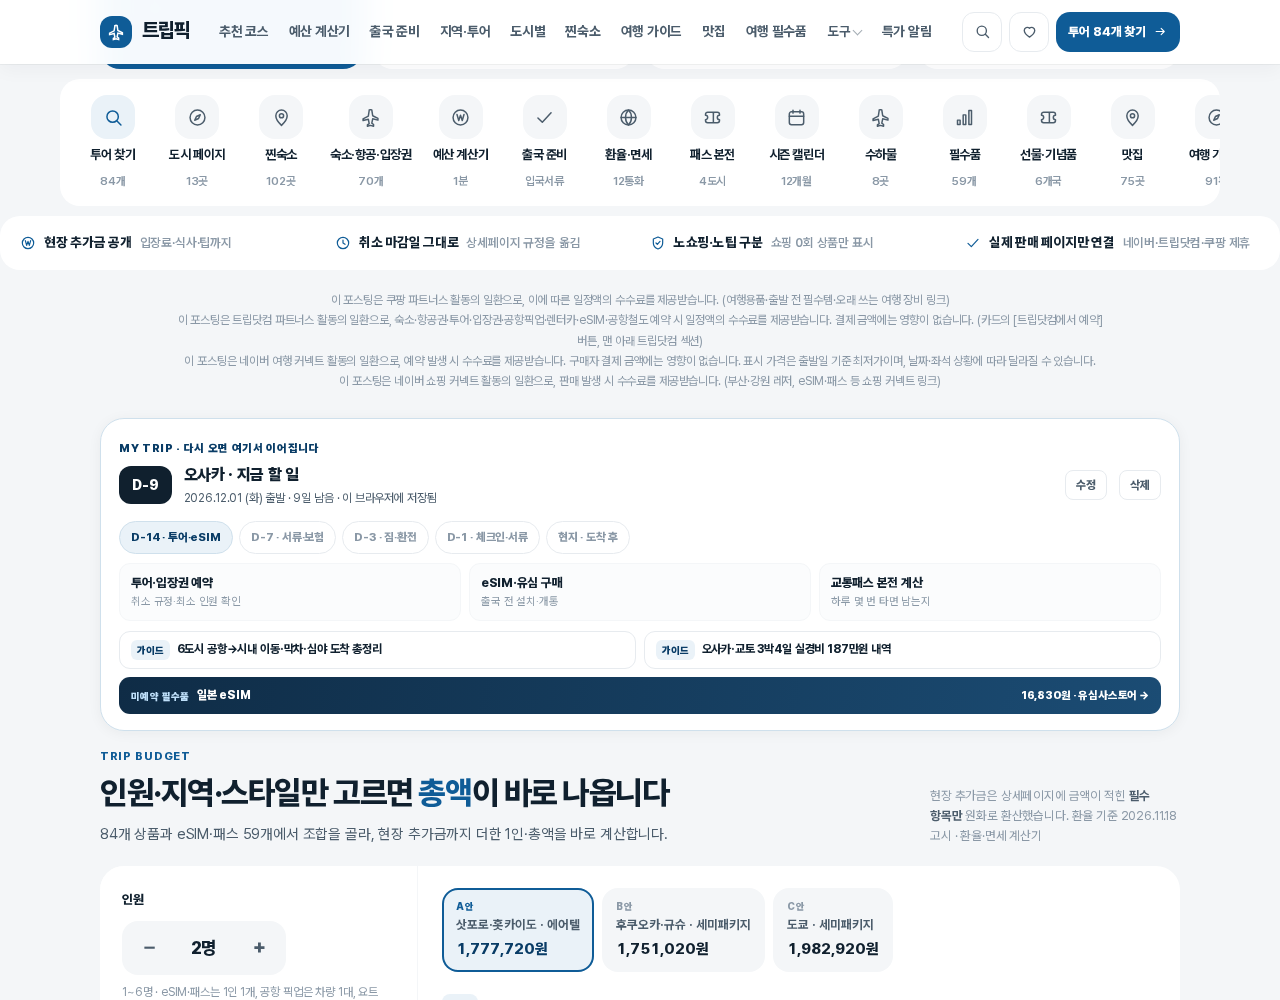 트립픽
추천 코스 예산 계산기 출국 준비 지역·투어 도시별 찐숙소 여행 가이드 맛집 여행 필수품 도구 특가 알림 투어 84개 찾기 →
투어 찾기 도시 페이지 찐숙소 숙소·항공·입장권 예산 계산기 출국 준비 환율·면세 패스 본전 시즌 캘린더 수하물 필수품 선물·기념품 맛집 여행
84개 13곳 102곳 70개 1분 입국서류 12통화 4도시 12개월 8곳 59개 6개국 75곳
현장 추가금 공개 입장료·식사·팁까지 취소 마감일 그대로 상세페이지 규정을 옮김 노쇼핑·노팁 구분 쇼핑 0회 상품만 표시 실제 판매 페이지만 연결 네이버·트립닷컴·쿠팡 제휴
이 포스팅은 쿠팡 파트너스 활동의 일환으로, 이에 따른 일정액의 수수료를 제공받습니다. (여행용품·출발 전 필수템·오래 쓰는 여행 장비 링크)
이 포스팅은 트립닷컴 파트너스 활동의 일환으로, 숙소·항공권·투어·입장권·공항픽업·렌터카·eSIM·공항철도 예약 시 일정액의 수수료를 제공받습니다. 결제 금액에는 영향이 없습니다. (카드의 [트립닷컴에서 예약]
버튼, 맨 아래 트립닷컴 섹션)
이 포스팅은 네이버 여행 커넥트 활동의 일환으로, 예약 발생 시 수수료를 제공받습니다. 구매자 결제 금액에는 영향이 없습니다. 표시 가격은 출발일 기준 최저가이며, 날짜·좌석 상황에 따라 달라질 수 있습니다.
이 포스팅은 네이버 쇼핑 커넥트 활동의 일환으로, 판매 발생 시 수수료를 제공받습니다. (부산·강원 레저, eSIM·패스 등 쇼핑 커넥트 링크)
MY TRIP · 다시 오면 여기서 이어집니다
D-9
오사카 · 지금 할 일
2026.12.01 (화) 출발 · 9일 남음 · 이 브라우저에 저장됨
수정 삭제
D-14 · 투어·eSIM D-7 · 서류·보험 D-3 · 짐·환전 D-1 · 체크인·서류 현지 · 도착 후
투어·입장권 예약 eSIM·유심 구매 교통패스 본전 계산
취소 규정·최소 인원 확인 출국 전 설치·개통 하루 몇 번 타면 남는지
가이드 6도시 공항→시내 이동·막차·심야 도착 총정리 가이드 오사카·교토 3박4일 실경비 187만원 내역
미예약 필수품 일본 eSIM 16,830원 · 유심사스토어 →
TRIP BUDGET
인원·지역·스타일만 고르면 총액이 바로 나옵니다
84개 상품과 eSIM·패스 59개에서 조합을 골라, 현장 추가금까지 더한 1인·총액을 바로 계산합니다.
현장 추가금은 상세페이지에 금액이 적힌 필수
항목만 원화로 환산했습니다. 환율 기준 2026.11.18
고시 · 환율·면세 계산기
인원
− 2명 +
1~6명 · eSIM·패스는 1인 1개, 공항 픽업은 차량 1대, 요트
A안 B안 C안
삿포로·홋카이도 · 에어텔 후쿠오카·규슈 · 세미패키지 도쿄 · 세미패키지
1,777,720원 1,751,020원 1,982,920원